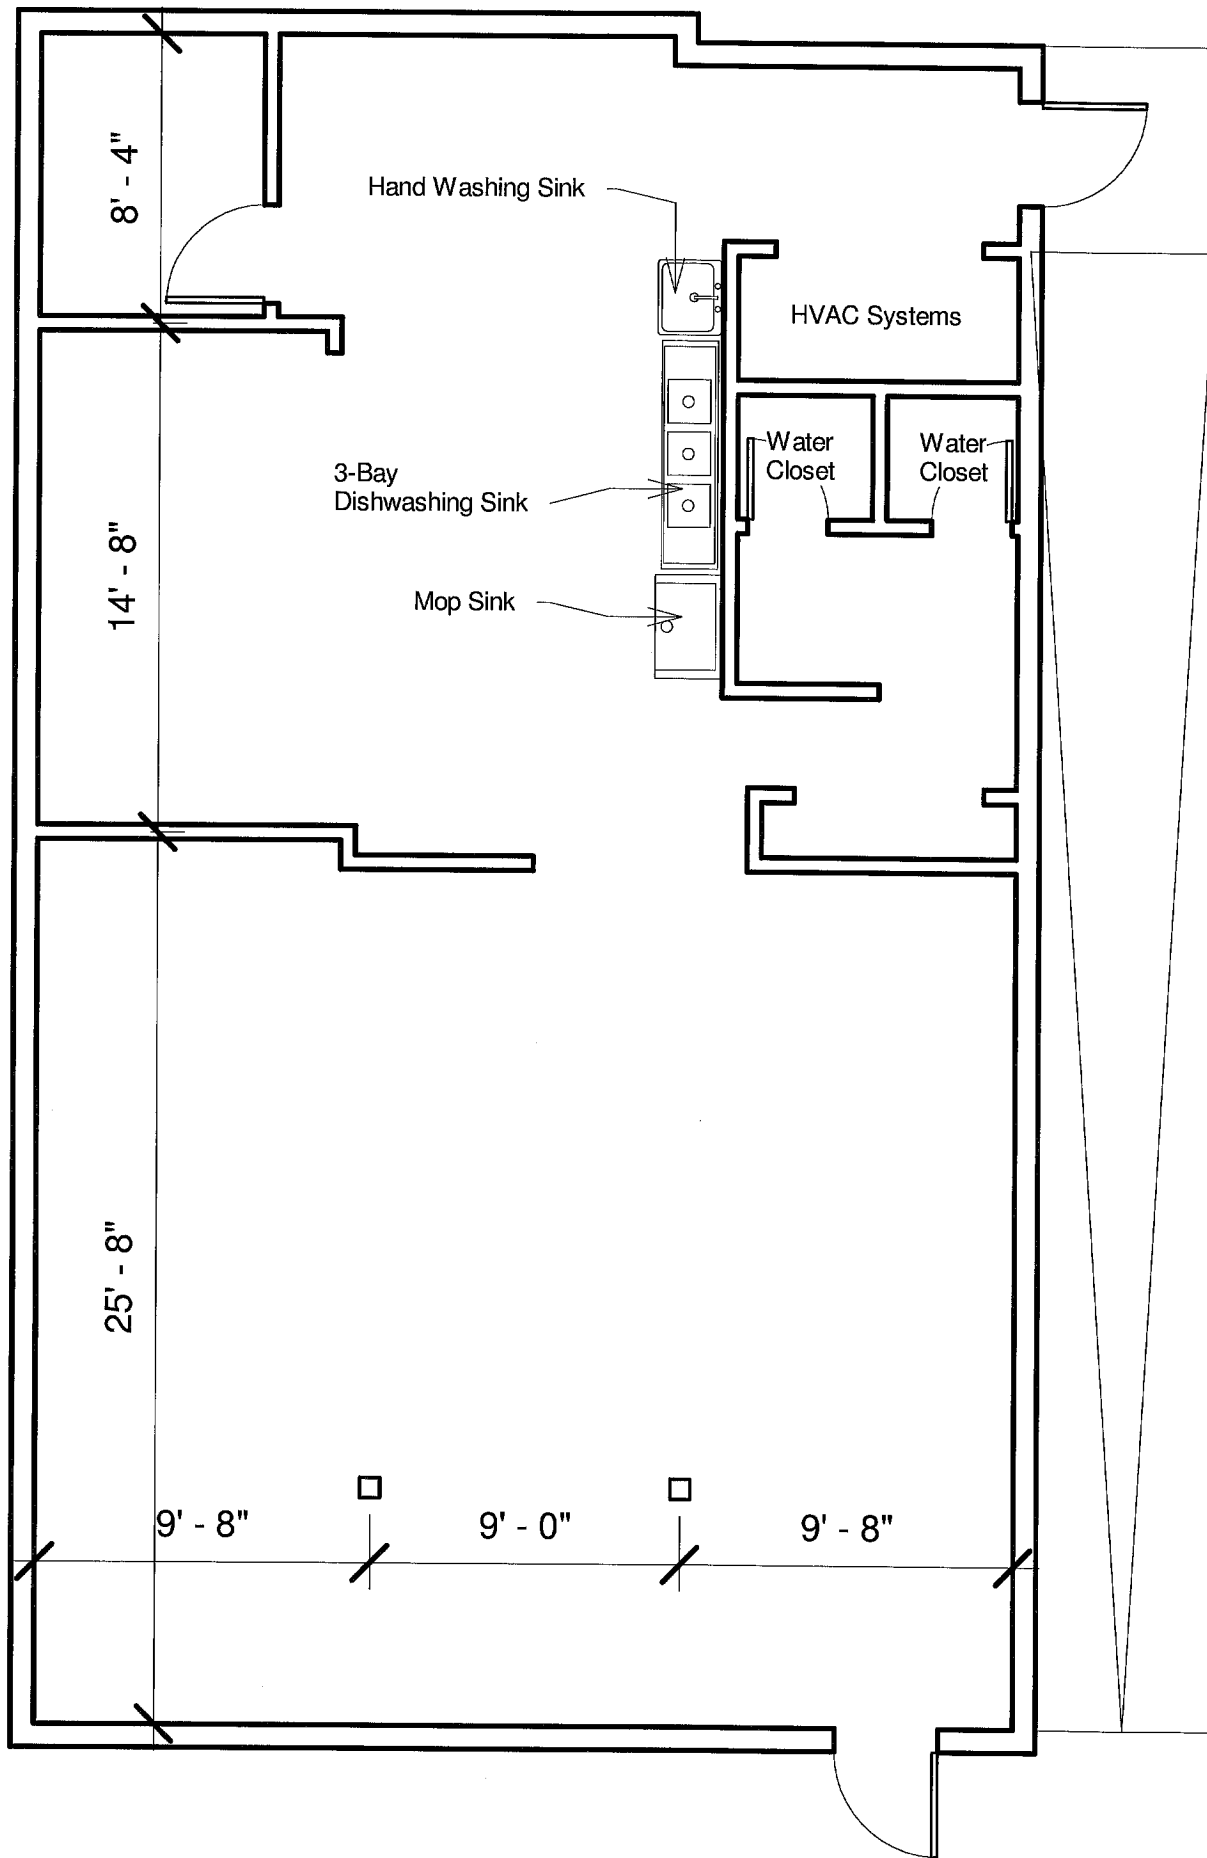 8' - 4"
Hand Washing Sink
HVAC Systems
Water
Closet
Water
Closet
3-Bay
Dishwashing Sink
14' - 8"
Mop Sink
25' - 8"
9' - 8"
9' - 0"
9' - 8"